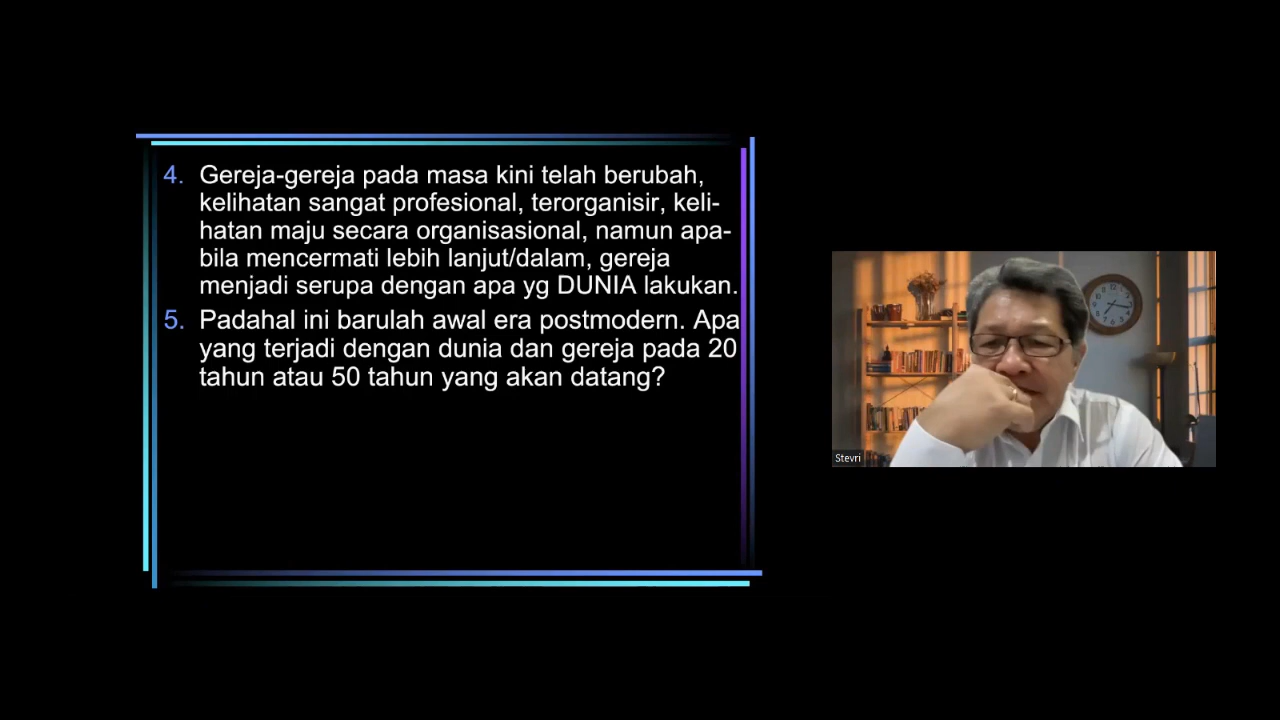 4. Gereja-gereja pada masa kini telah berubah,
kelihatan sangat profesional, terorganisir, keli-
hatan maju secara organisasional, namun apa-
bila mencermati lebih lanjut/dalam, gereja
menjadi serupa dengan apa yg DUNIA lakukan.
5. Padahal ini barulah awal era postmodern. Apa
yang terjadi dengan dunia dan gereja pada 20
tahun atau 50 tahun yang akan datang?
Stevri